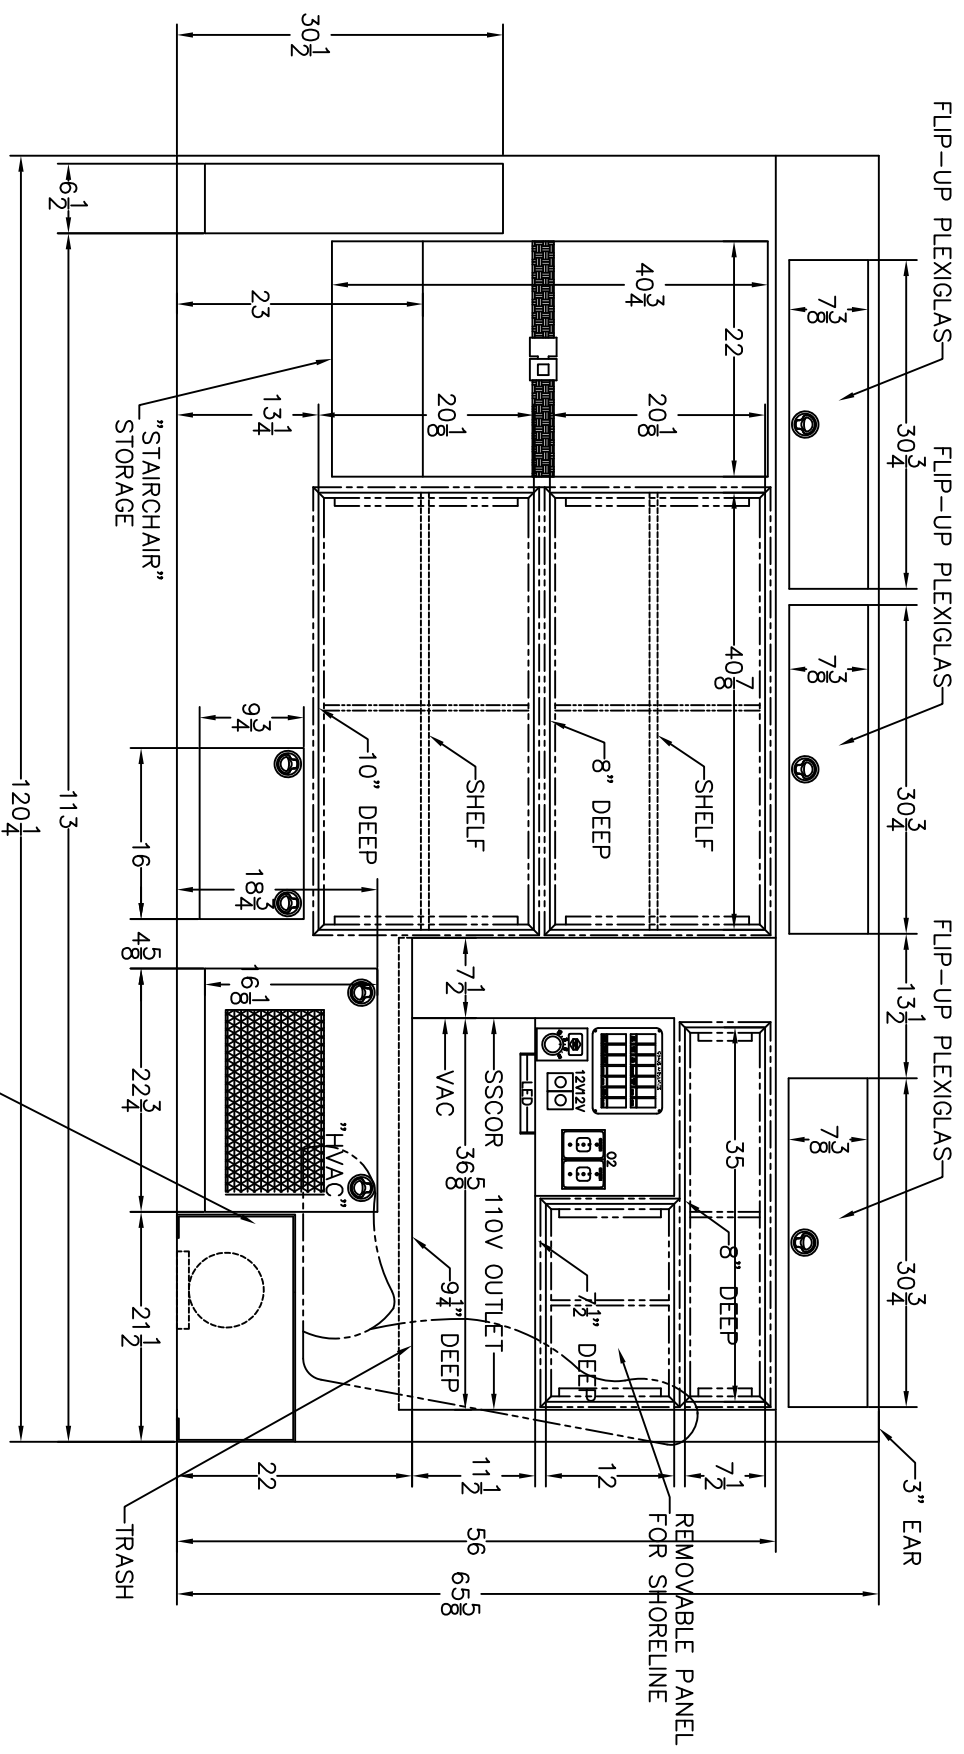 FLIP-UP PLEXIGLAS
FLIP-UP PLEXIGLAS
FLIP-UP PLEXIGLAS
3" EAR
30 3/4
30 3/4
13 1/2
30 3/4
7 3/8
7 3/8
7 3/8
30 1/2
22
40 3/4
40 7/8
35
8" DEEP
7 1/2
REMOVABLE PANEL
FOR SHORELINE
SHELF
8" DEEP
20 1/8
20 1/8
O2
12V12V
LED
7 1/2" DEEP
12
SSCOR
110V OUTLET
7 1/2
36 5/8
VAC
9 1/4" DEEP
11 1/2
56
65 5/8
SHELF
10" DEEP
23
13 1/4
"STAIRCHAIR"
STORAGE
9 3/4
18 3/4
16 1/8
"HVAC"
22
TRASH
6 1/2
16
4 5/8
22 3/4
21 1/2
113
120 1/4